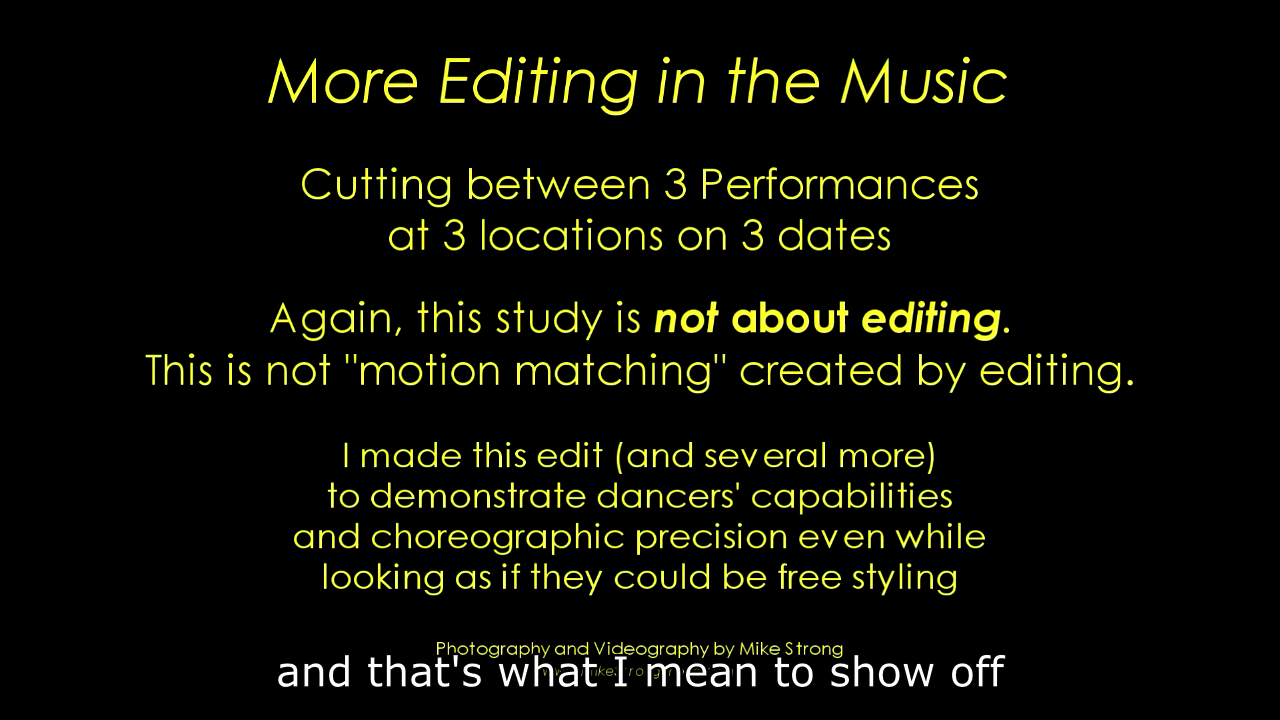 More Editing in the Music
Cutting between 3 Performances
at 3 locations on 3 dates
Again, this study is not about editing.
This is not "motion matching" created by editing.
I made this edit (and several more)
to demonstrate dancers' capabilities
and choreographic precision even while
looking as if they could be free styling
Photography and Videography by Mike Strong
and that's what I mean to show off